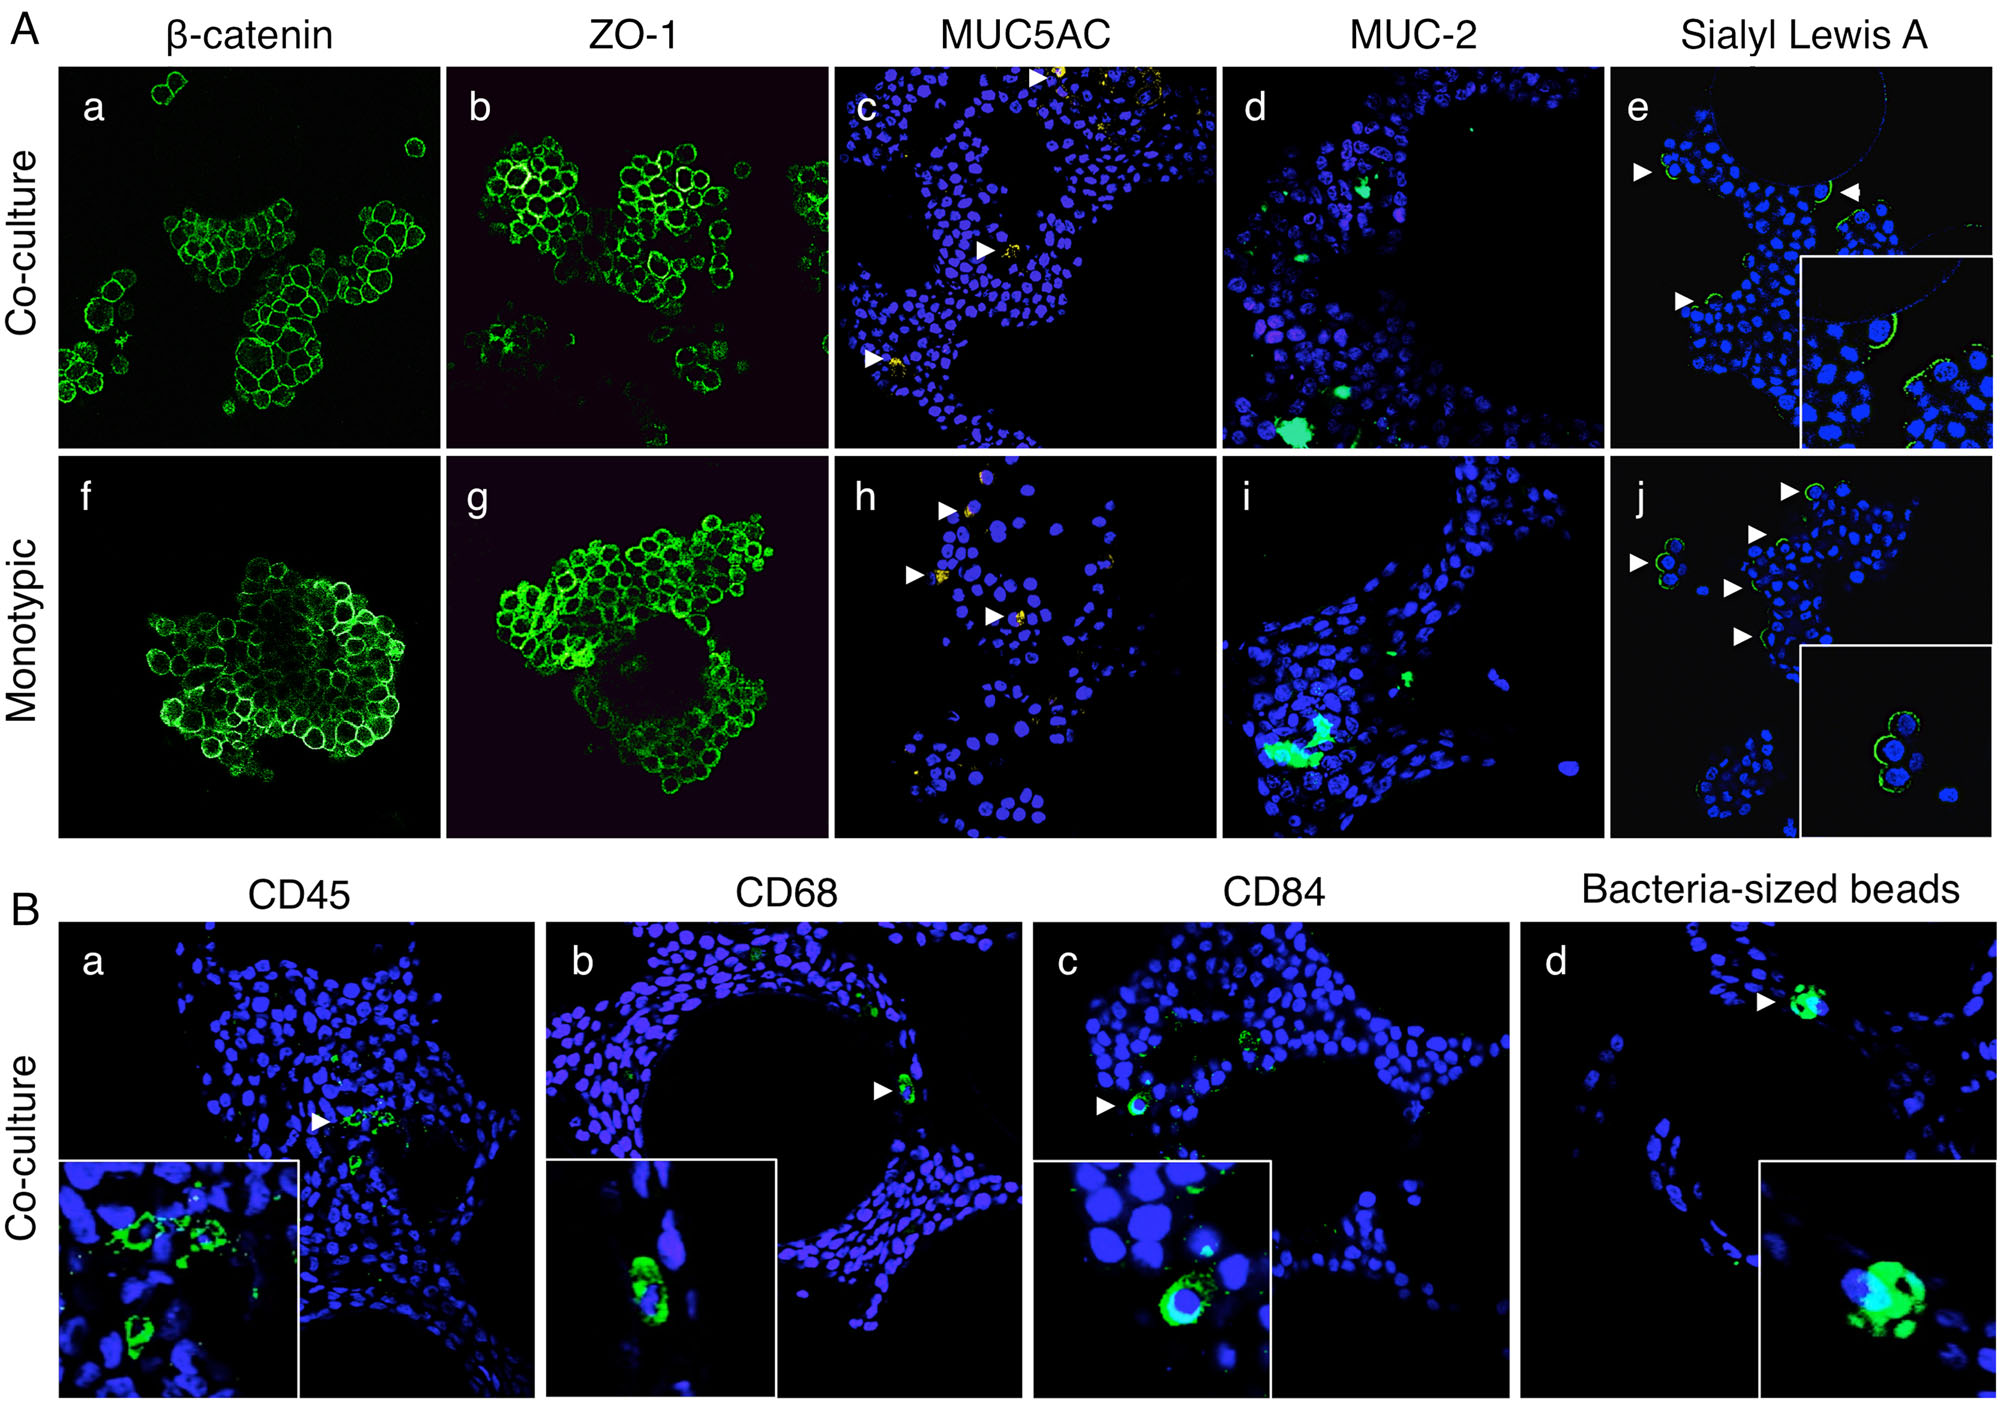 A
β-catenin
ZO-1
MUC5AC
MUC-2
Sialyl Lewis A
Co-culture
a
b
c
d
e
Monotypic
f
g
h
i
j
B
CD45
CD68
CD84
Bacteria-sized beads
Co-culture
a
b
c
d